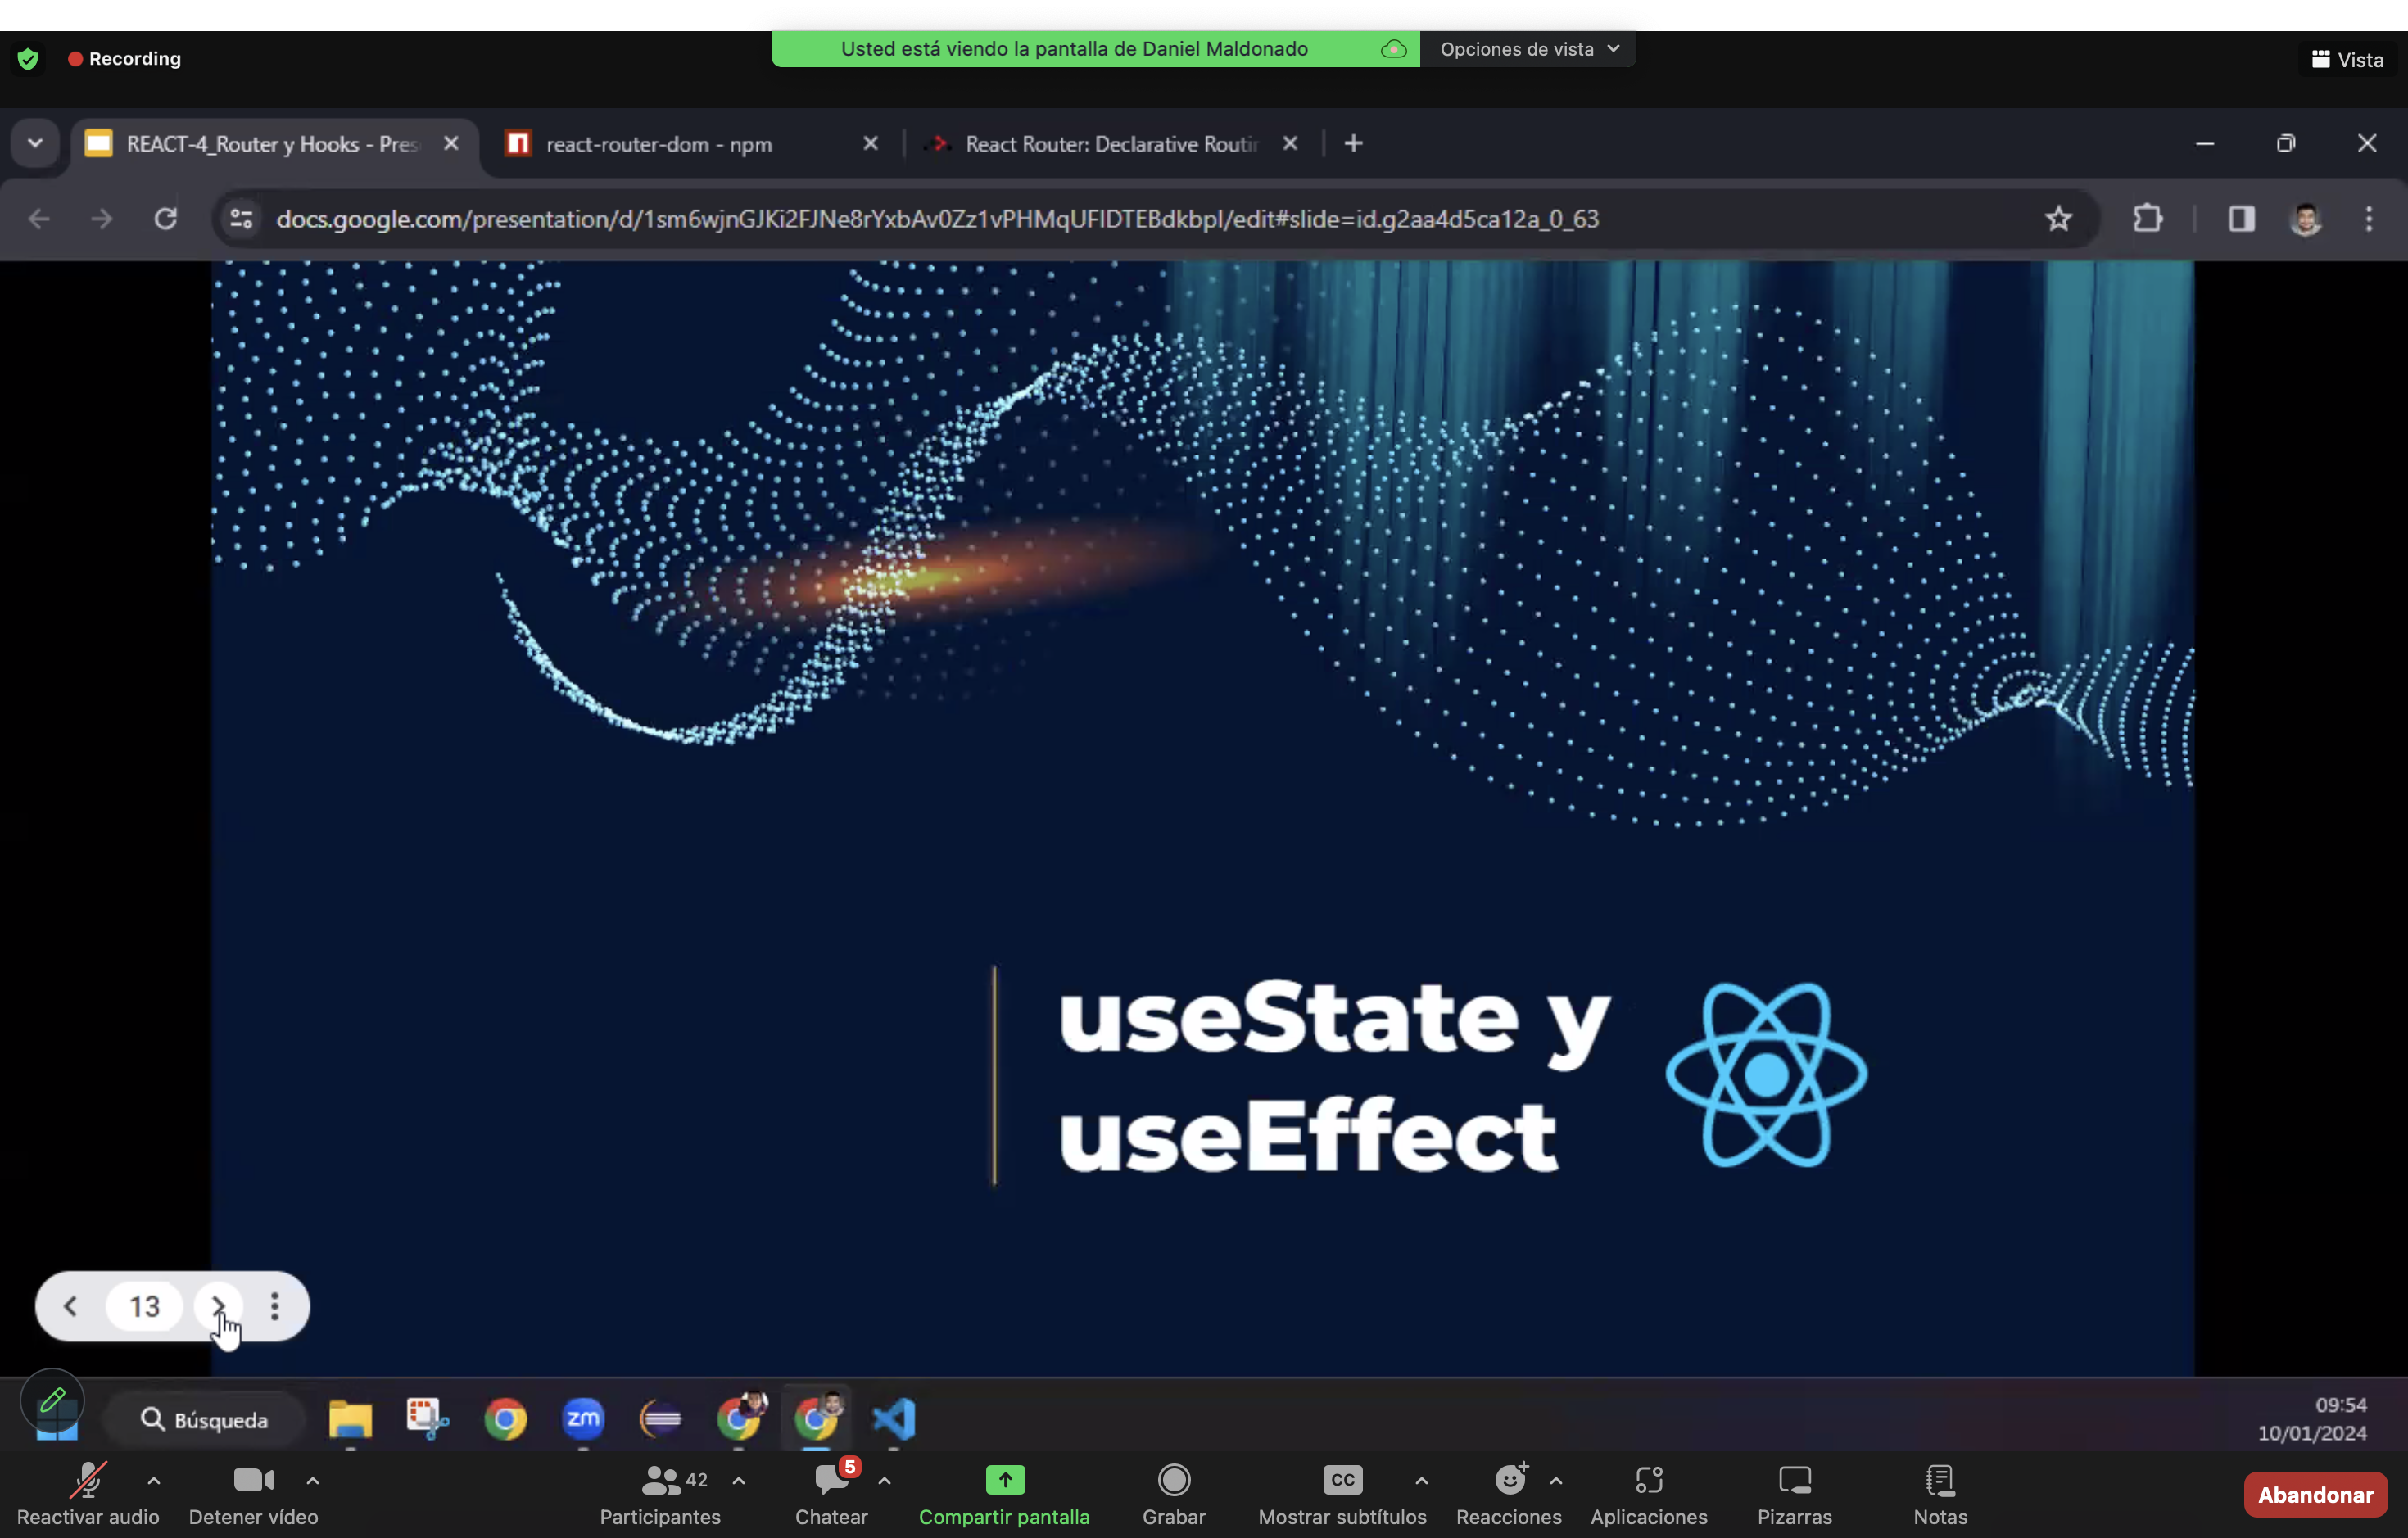 Recording
Usted está viendo la pantalla de Daniel Maldonado
Opciones de vista
Vista
REACT-4_Router y Hooks - Pres
react-router-dom - npm
React Router: Declarative Routin
docs.google.com/presentation/d/1sm6wjnGJKi2FJNe8rYxbAv0Zz1vPHMqUFIDTEBdkbpI/edit#slide=id.g2aa4d5ca12a_0_63
useState y
useEffect
13
Búsqueda
zm
09:54
10/01/2024
42
5
CC
Reactivar audio
Detener vídeo
Participantes
Chatear
Compartir pantalla
Grabar
Mostrar subtítulos
Reacciones
Aplicaciones
Pizarras
Notas
Abandonar